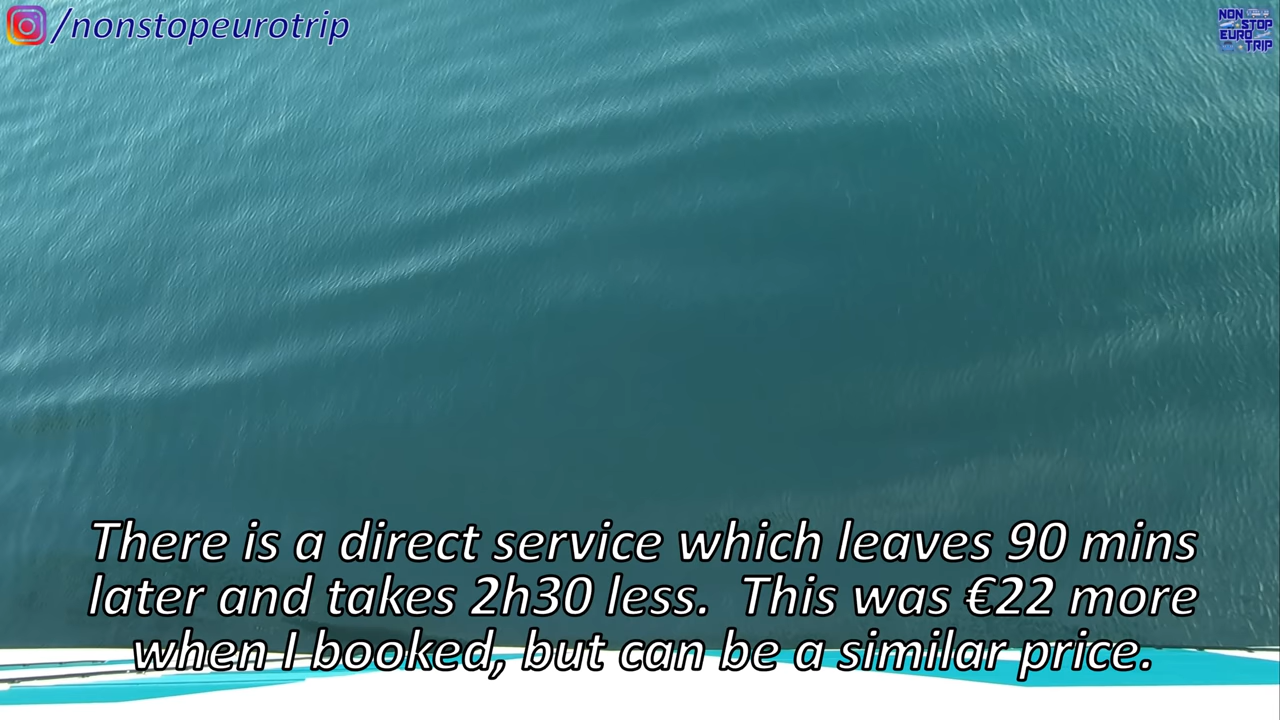 /nonstopeurotrip
NON
STOP
EURO
TRIP
There is a direct service which leaves 90 mins
later and takes 2h30 less.  This was €22 more
when I booked, but can be a similar price.